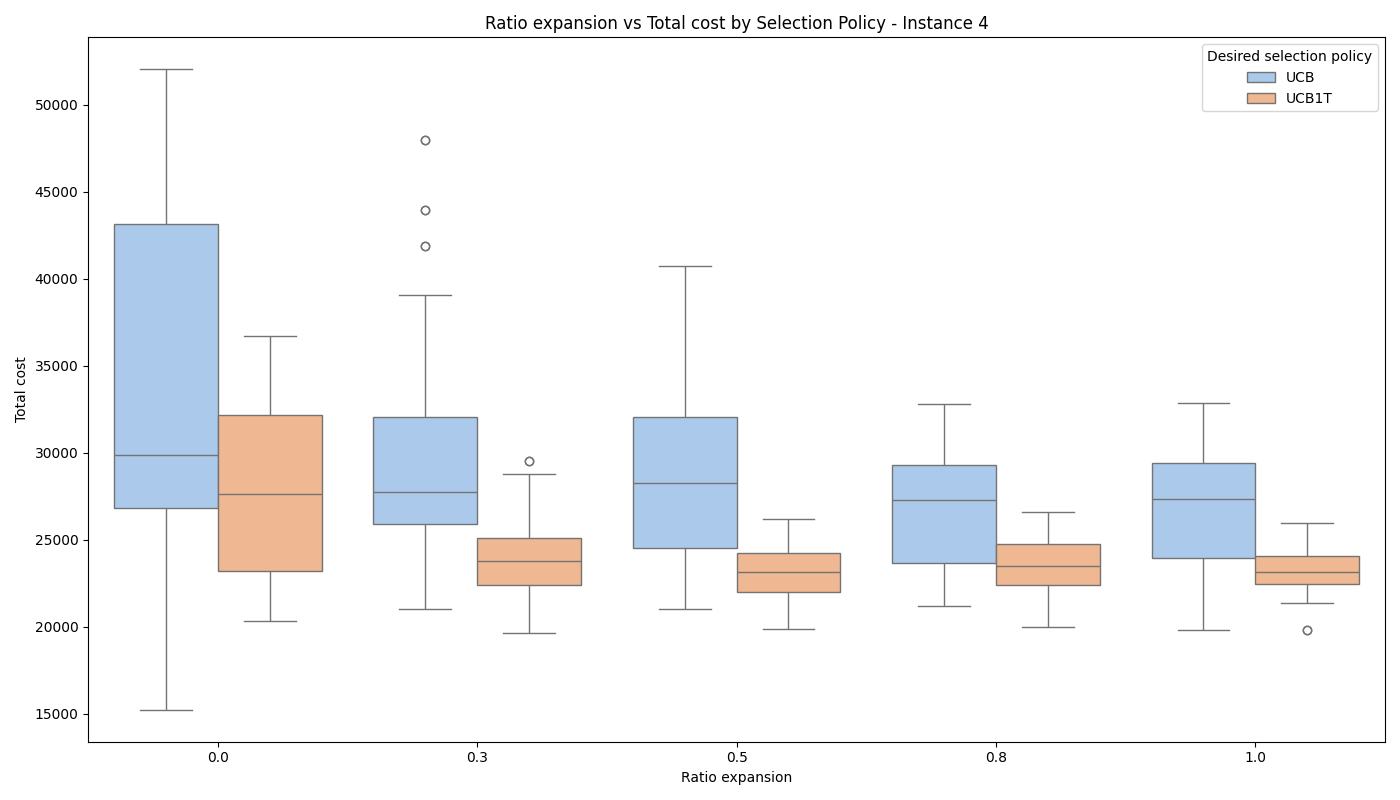 Ratio expansion vs Total cost by Selection Policy - Instance 4
Desired selection policy
UCB
UCB1T
Total cost
50000
45000
40000
35000
30000
25000
20000
15000
0.0
0.3
0.5
0.8
1.0
Ratio expansion